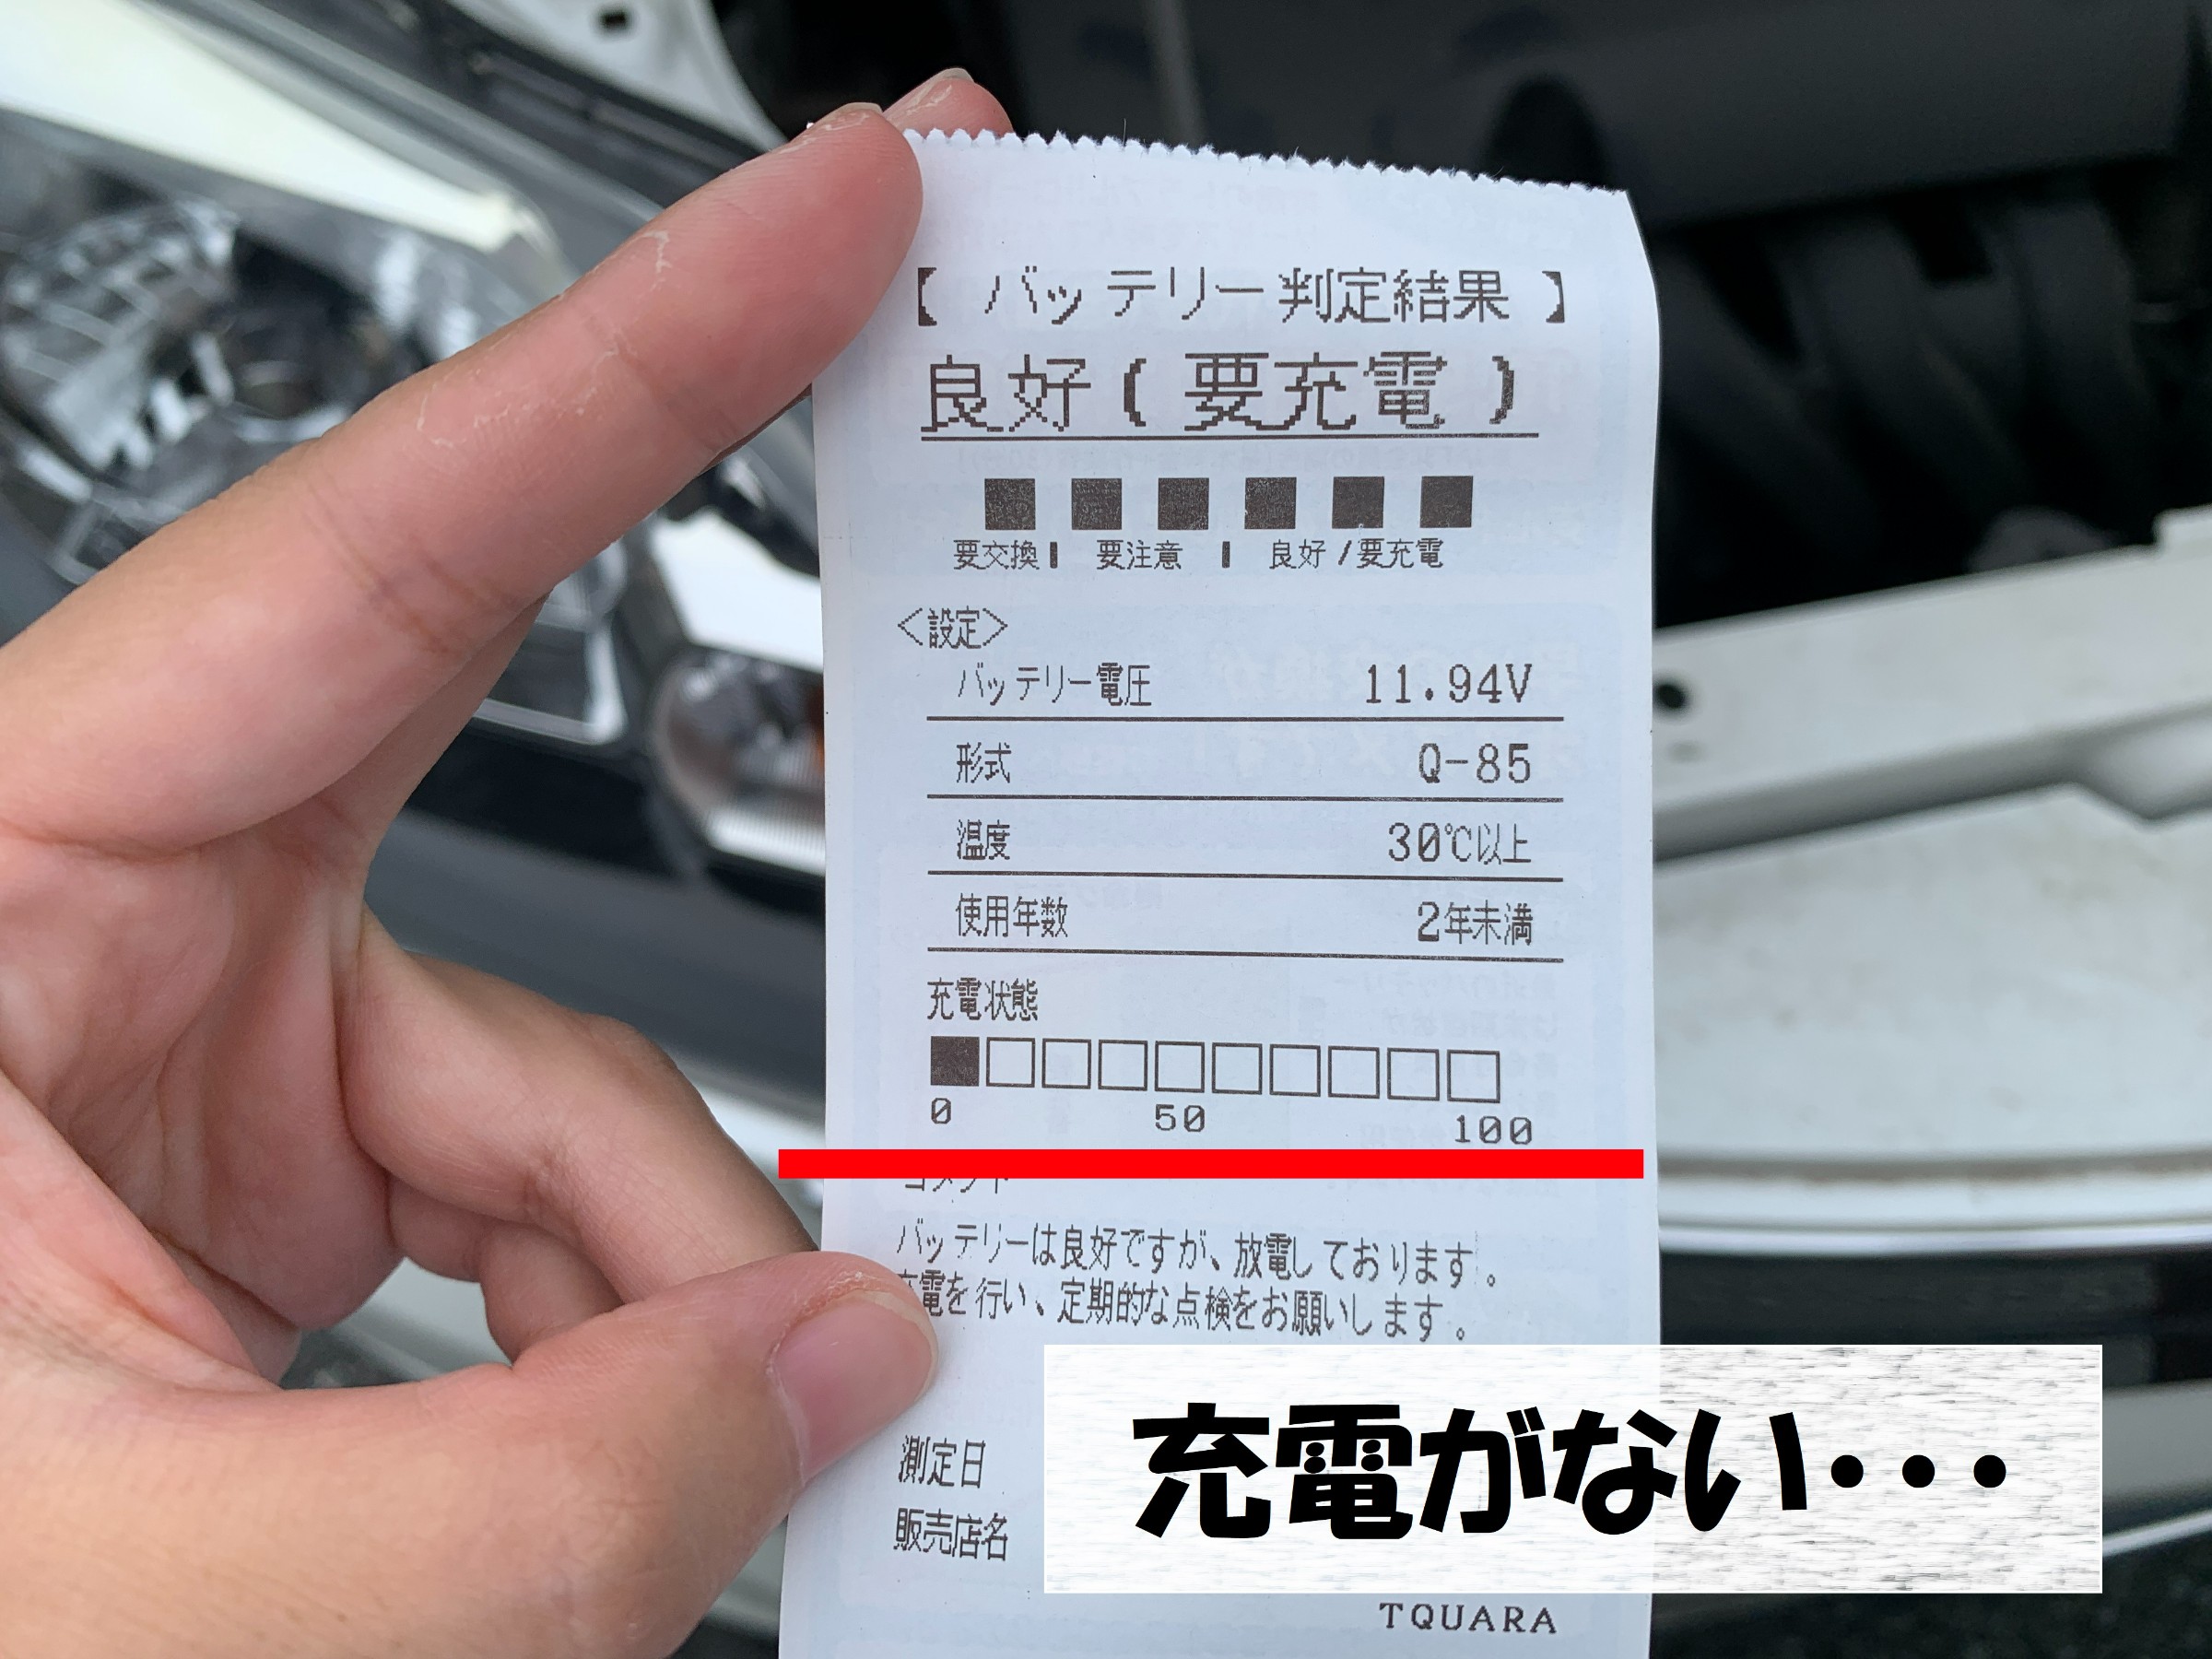 【 バッテリー判定結果 】
良好(要充電)
要交換|要注意|良好/要充電
<設定>
バッテリー電圧 11.94V
形式 Q-85
温度 30℃以上
使用年数 2年未満
充電状態
0 50 100
コメント
バッテリーは良好ですが、放電しております。
充電を行い、定期的な点検をお願いします。
測定日
販売店名
充電がない・・・
TQUARA